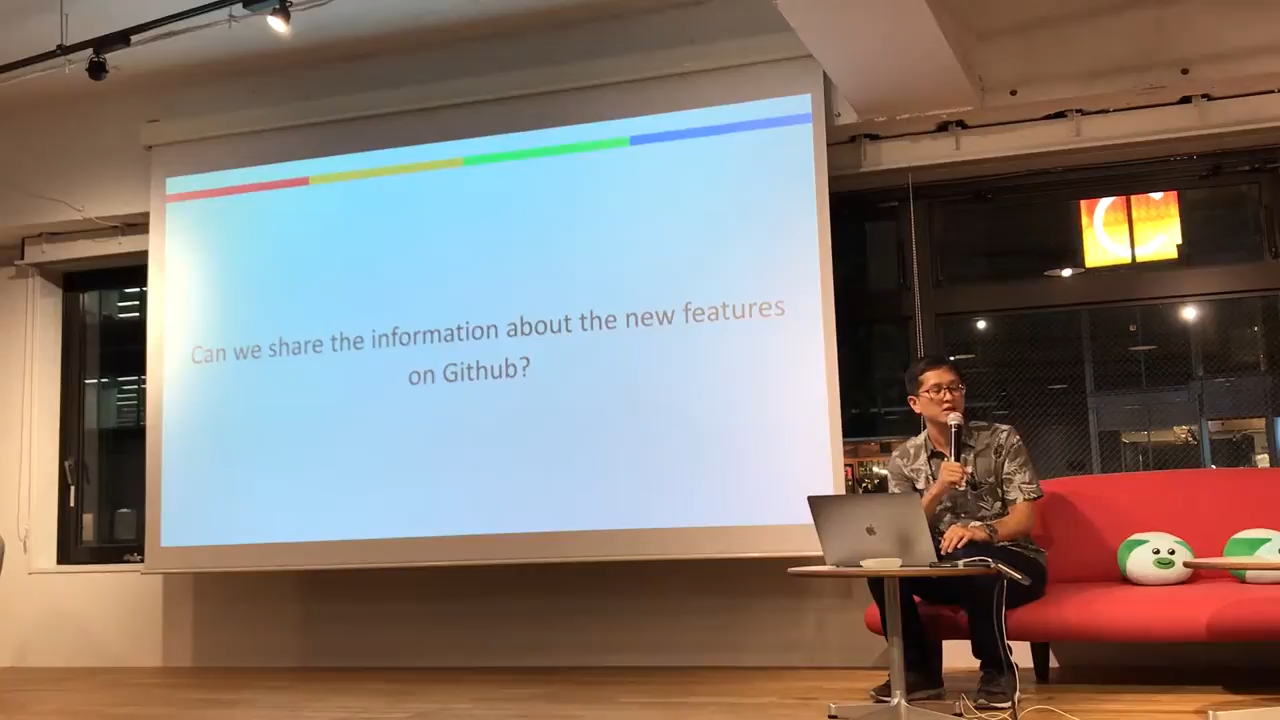 Can we share the information about the new features
on Github?